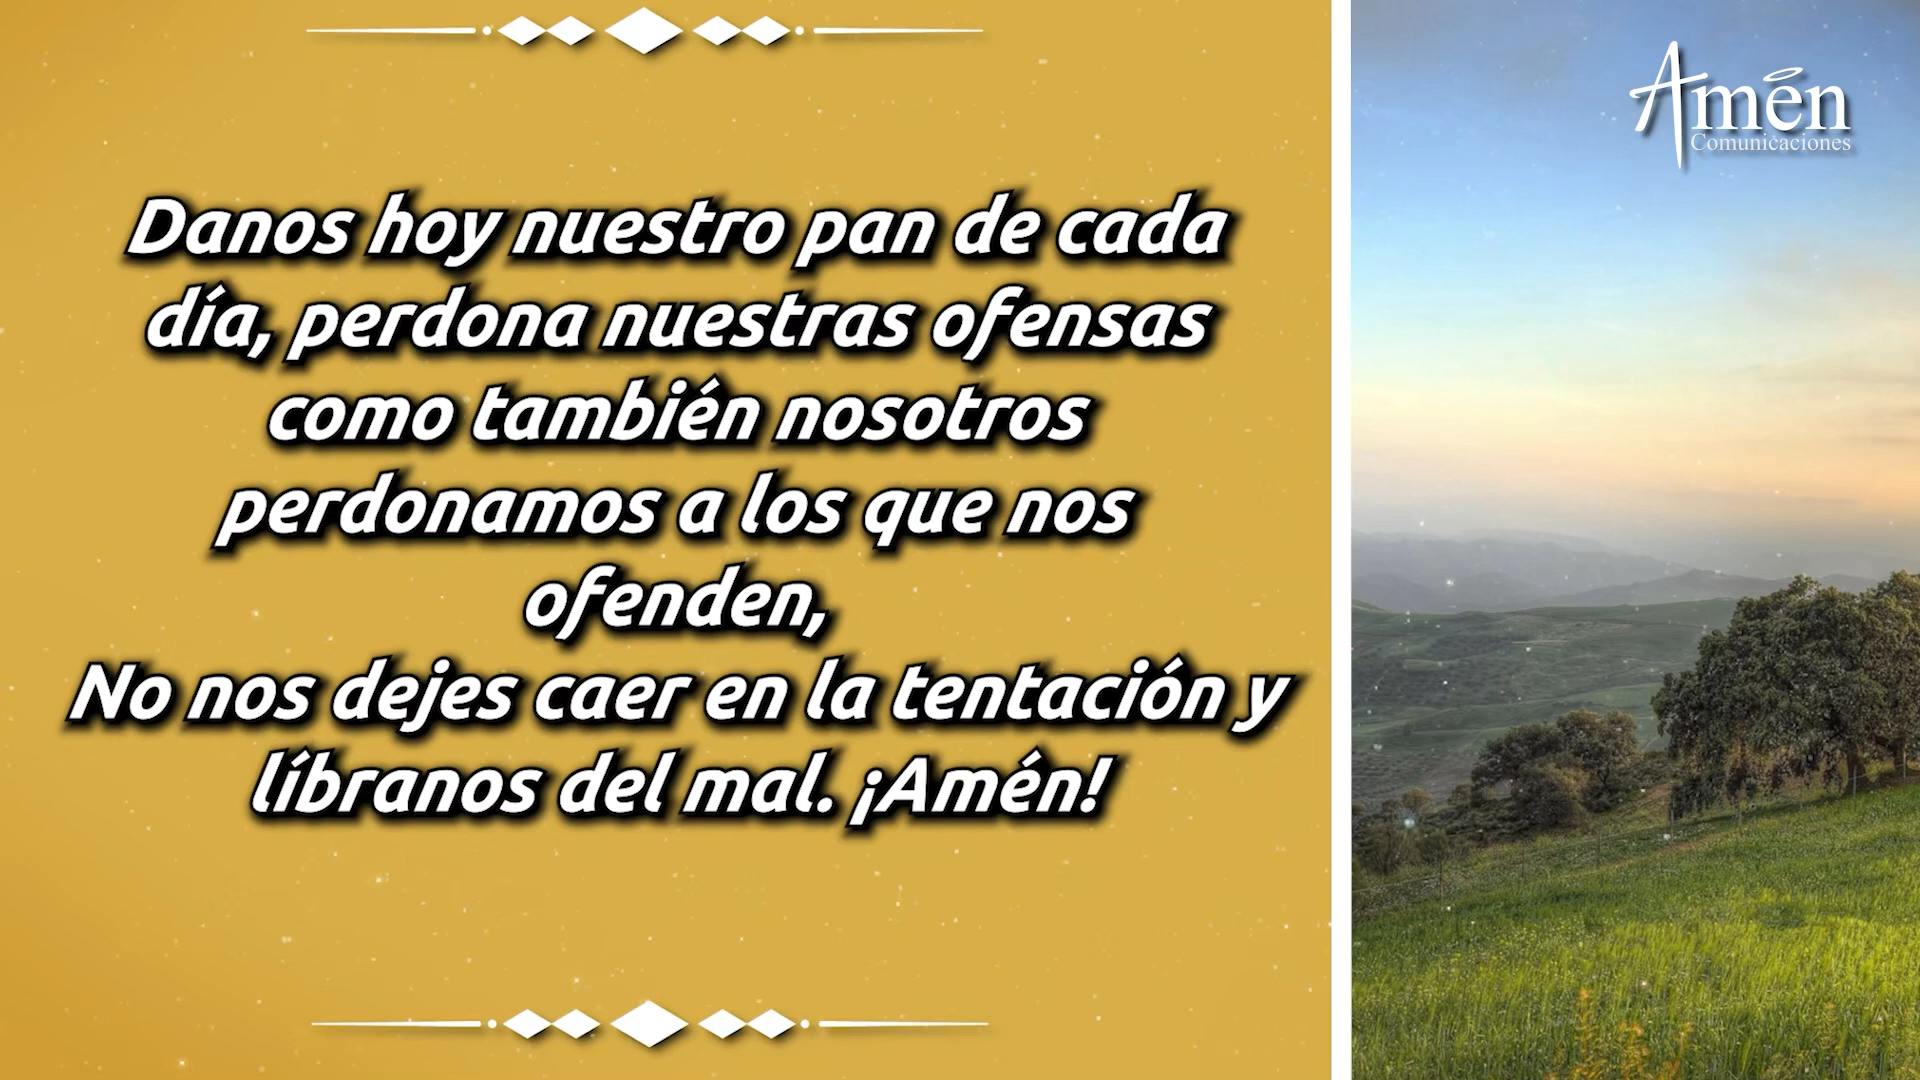 Danos hoy nuestro pan de cada
día, perdona nuestras ofensas
como también nosotros
perdonamos a los que nos
ofenden,
No nos dejes caer en la tentación y
líbranos del mal. ¡Amén!
Amén
Comunicaciones